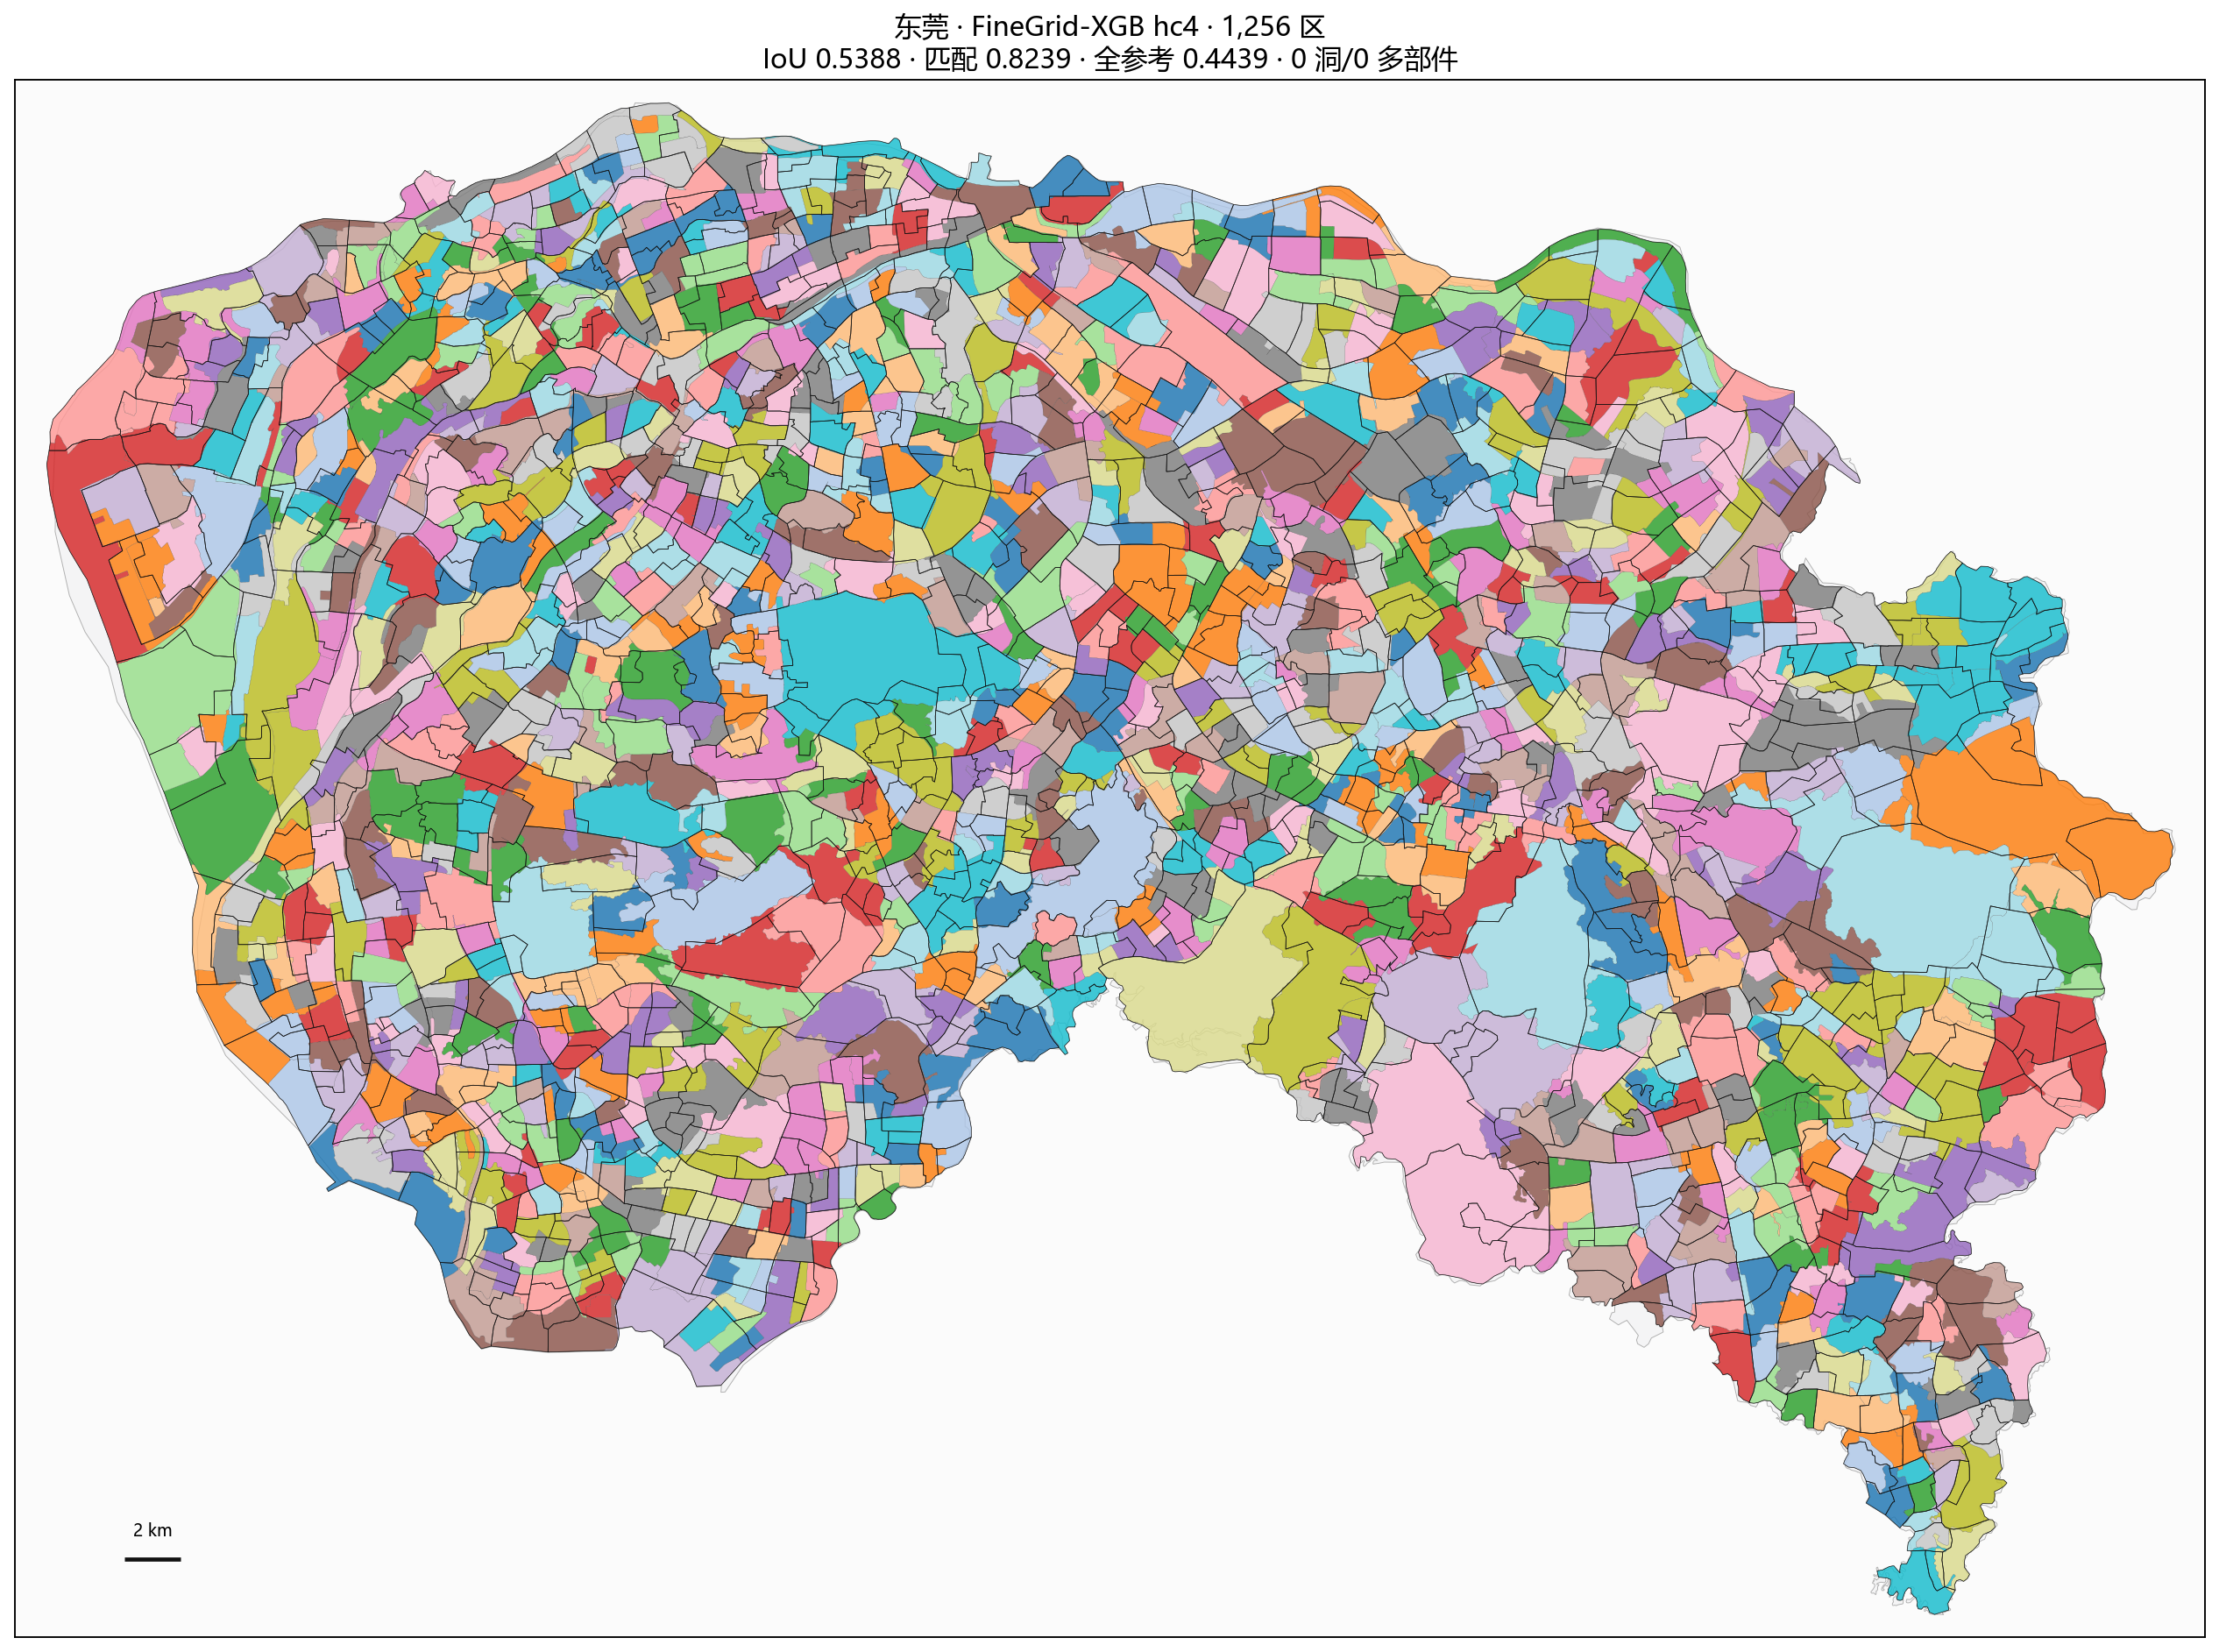 东莞 · FineGrid-XGB hc4 · 1,256 区
IoU 0.5388 · 匹配 0.8239 · 全参考 0.4439 · 0 洞/0 多部件
2 km